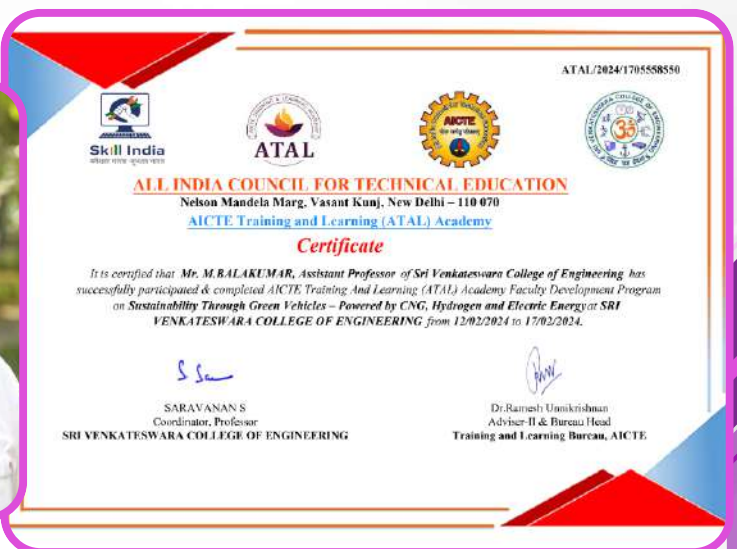 ATAL/2024/1705558550
Skill India
कौशल भारत - कुशल भारत
ATAL
AICTE
ALL INDIA COUNCIL FOR TECHNICAL EDUCATION
Nelson Mandela Marg, Vasant Kunj, New Delhi – 110 070
AICTE Training and Learning (ATAL) Academy
Certificate
It is certified that Mr. M.BALAKUMAR, Assistant Professor of Sri Venkateswara College of Engineering has
successfully participated & completed AICTE Training And Learning (ATAL) Academy Faculty Development Program
on Sustainability Through Green Vehicles – Powered by CNG, Hydrogen and Electric Energyat SRI
VENKATESWARA COLLEGE OF ENGINEERING from 12/02/2024 to 17/02/2024.
SARAVANAN S
Coordinator, Professor
SRI VENKATESWARA COLLEGE OF ENGINEERING
Dr.Ramesh Unnikrishnan
Adviser-II & Bureau Head
Training and Learning Bureau, AICTE